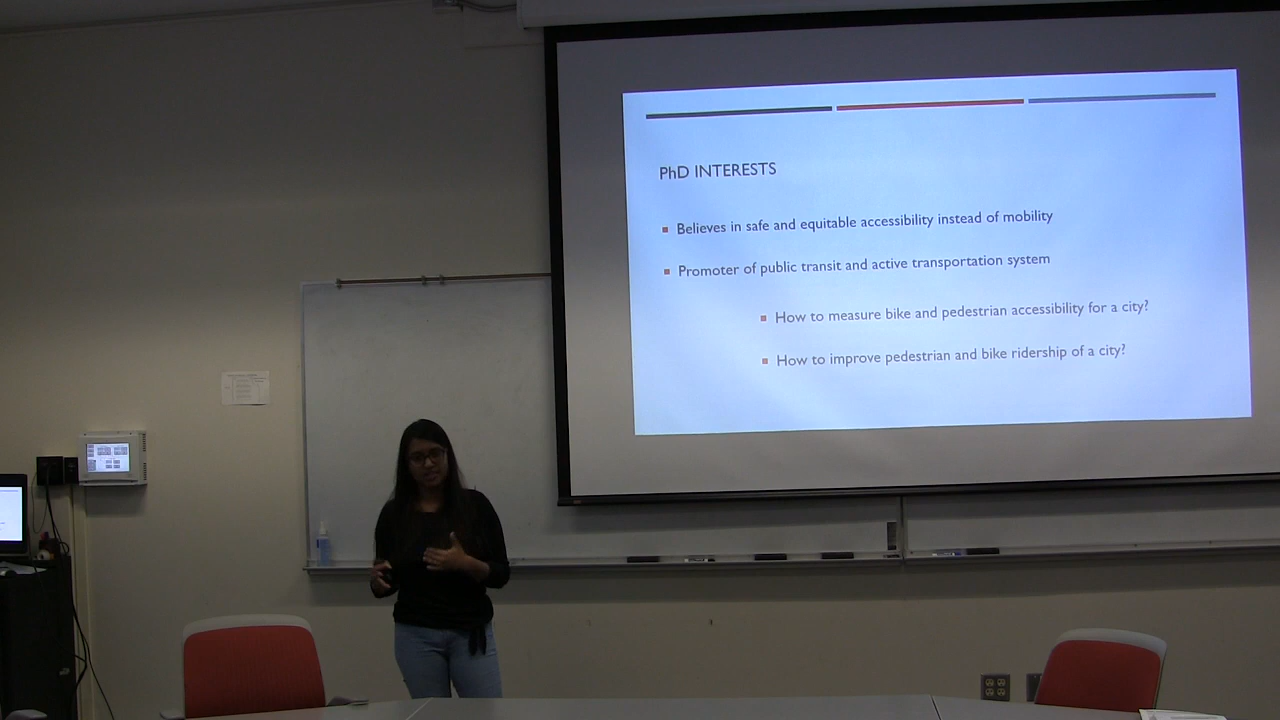 PhD INTERESTS
Believes in safe and equitable accessibility instead of mobility
Promoter of public transit and active transportation system
How to measure bike and pedestrian accessibility for a city?
How to improve pedestrian and bike ridership of a city?